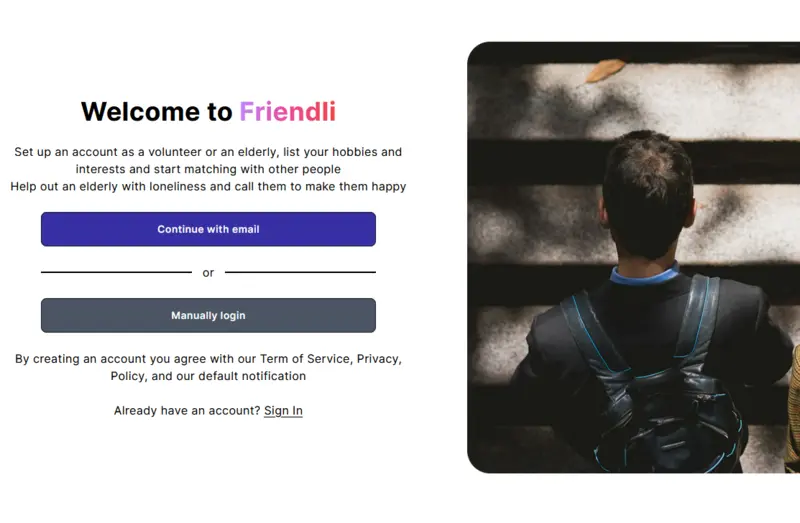 Welcome to Friendli
Set up an account as a volunteer or an elderly, list your hobbies and
interests and start matching with other people
Help out an elderly with loneliness and call them to make them happy
Continue with email
or
Manually login
By creating an account you agree with our Term of Service, Privacy,
Policy, and our default notification
Already have an account? Sign In